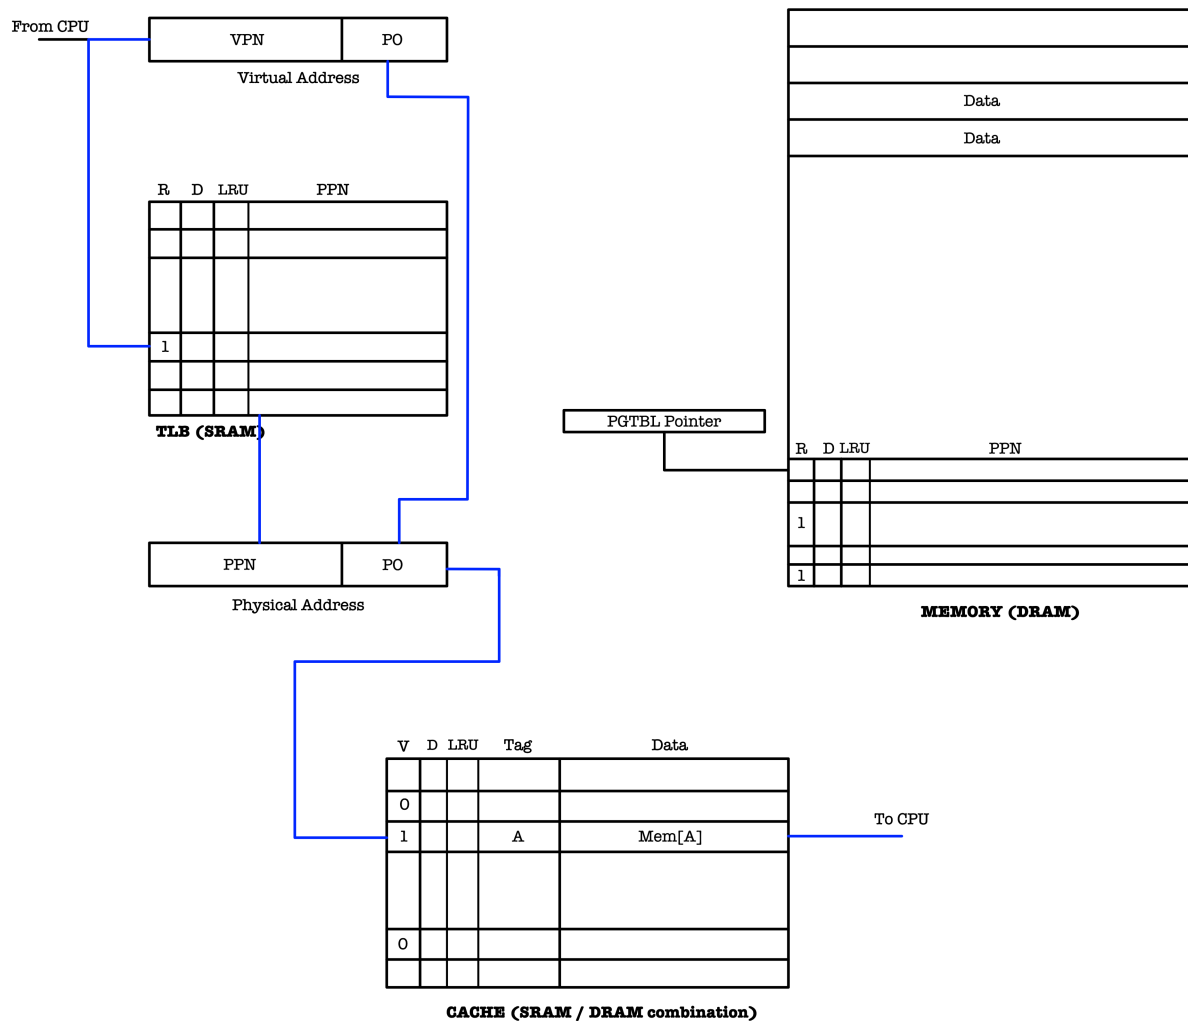 From CPU
VPN PO
Virtual Address
R D LRU PPN
1
TLB (SRAM)
PPN PO
Physical Address
Data
Data
PGTBL Pointer
R D LRU PPN
1
1
MEMORY (DRAM)
V D LRU Tag Data
0
1 A Mem[A]
0
To CPU
CACHE (SRAM / DRAM combination)